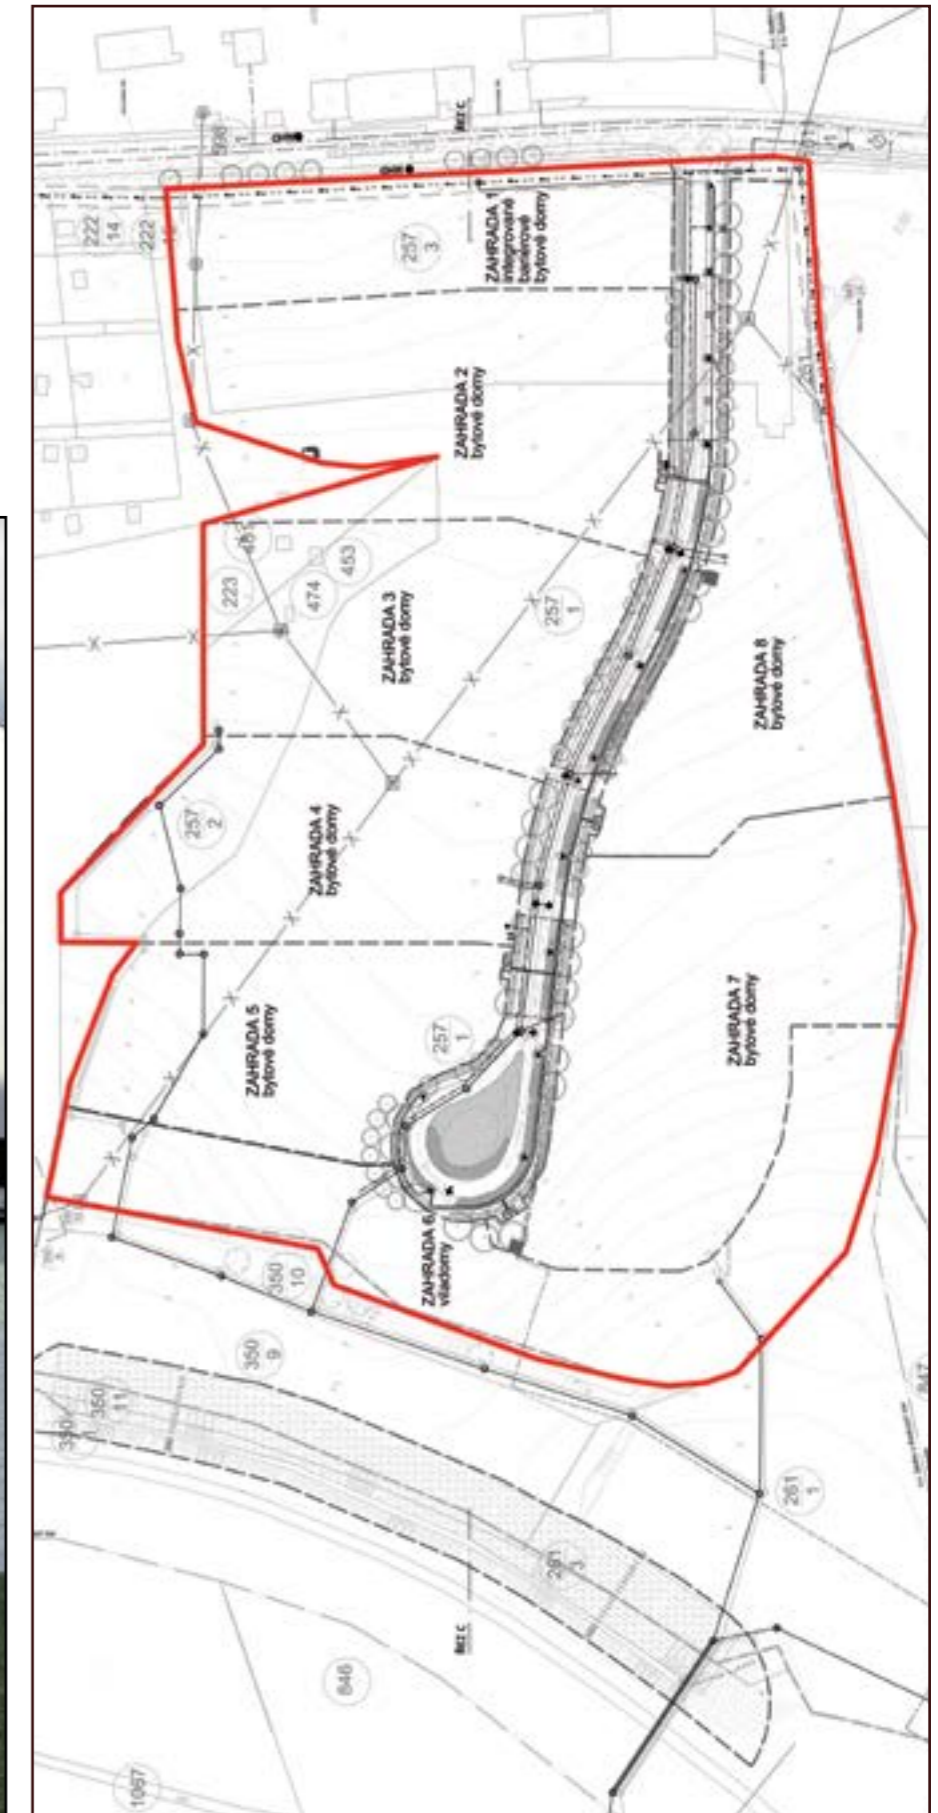 222
14
222
257
3
ZAHRADA 1
integrované
bariérové
bytové domy
ZAHRADA 2
bytové domy
223
474
453
ZAHRADA 3
bytové domy
257
1
ZAHRADA 8
bytové domy
257
2
ZAHRADA 4
bytové domy
ZAHRADA 5
bytové domy
257
1
ZAHRADA 7
bytové domy
ZAHRADA 6
viladomy
350
10
350
9
350
11
261
1
261
3
ŘEZ C
846
847
1067
ŘEZ C